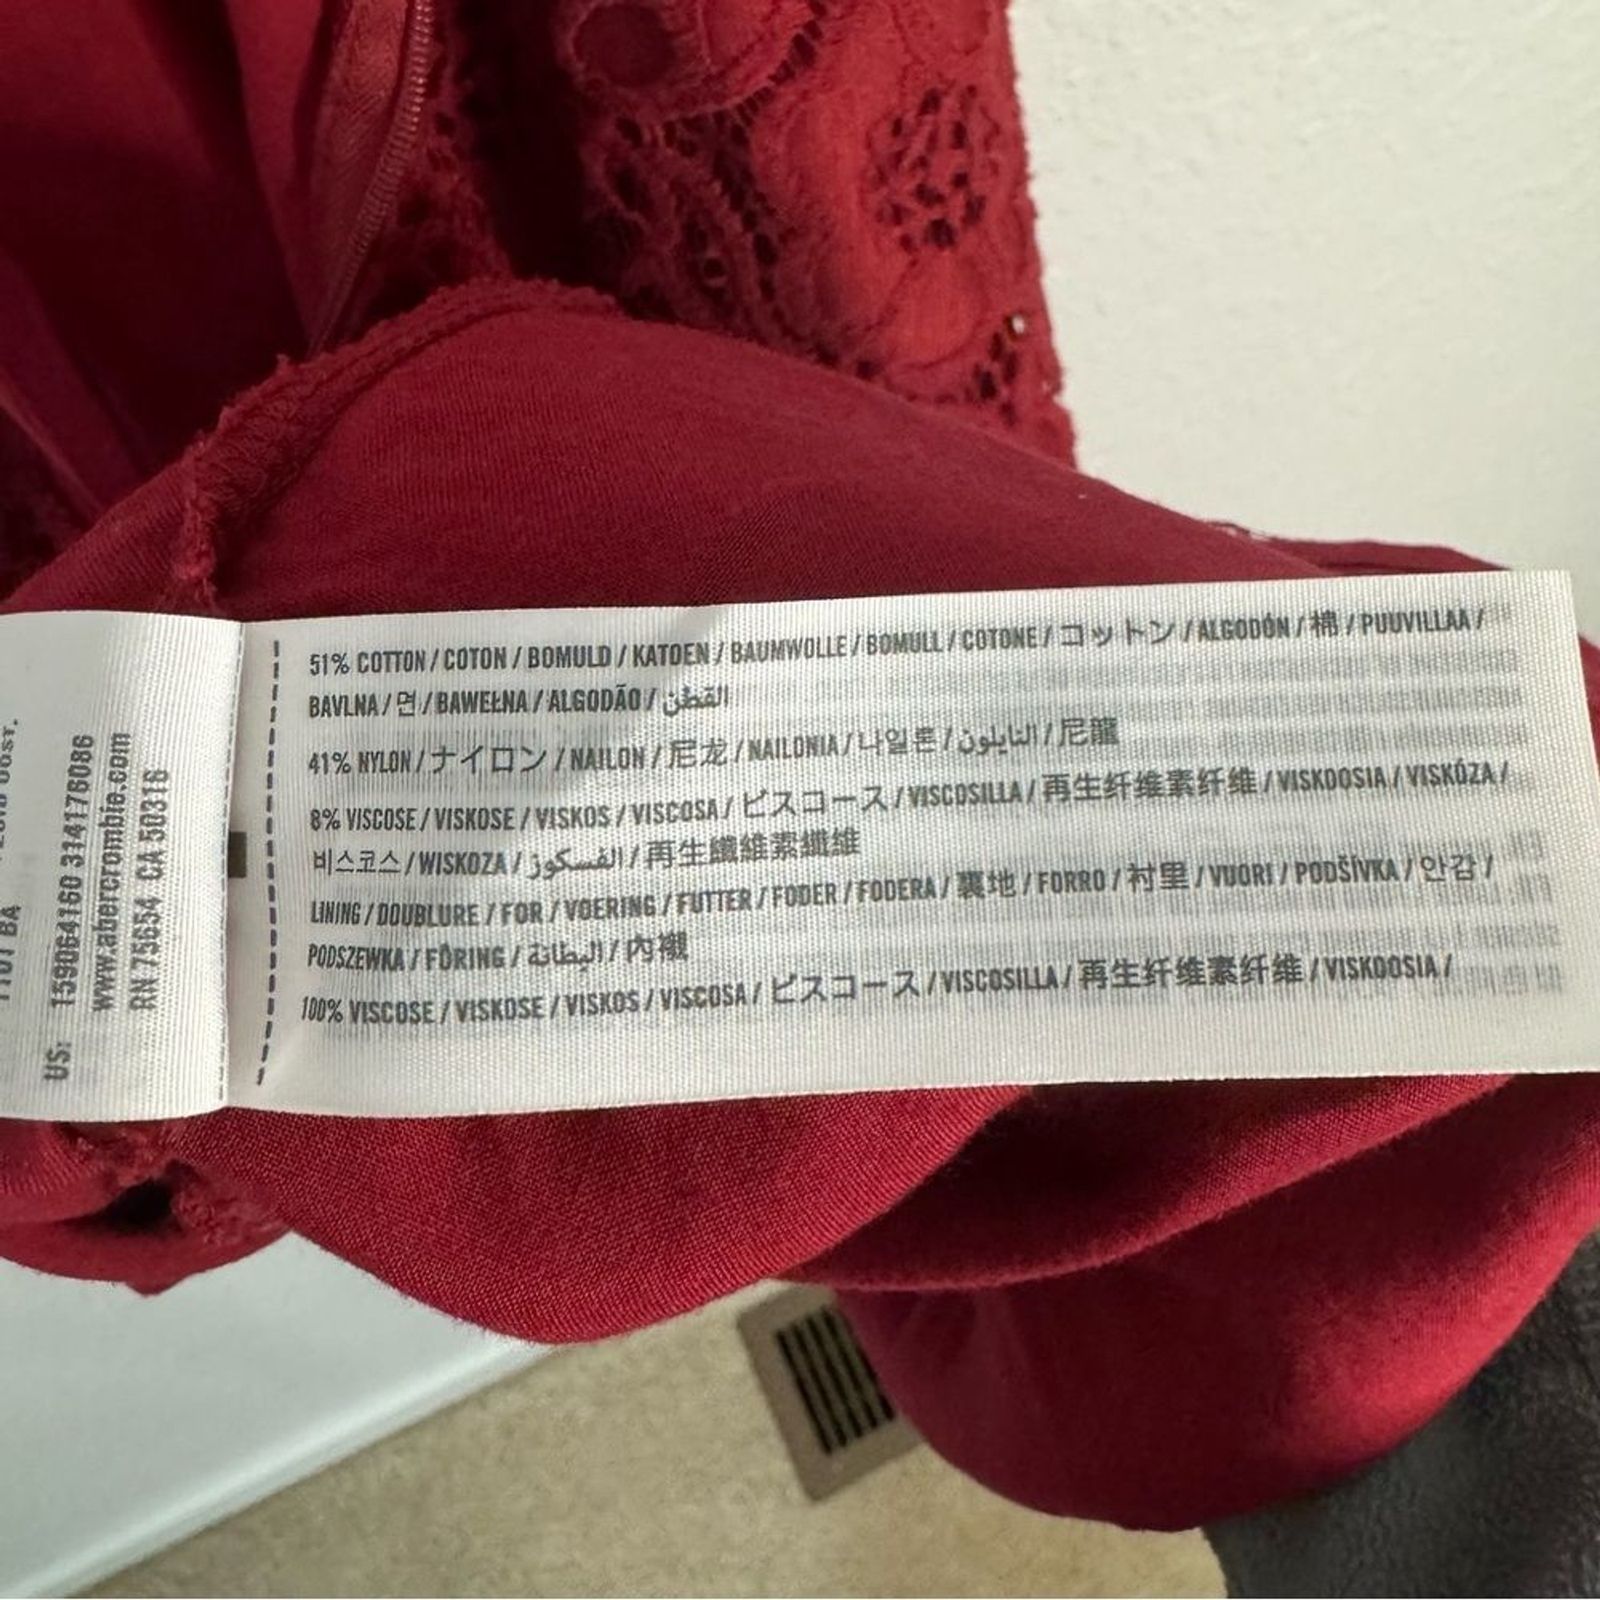 51% COTTON / COTON / BOMULD / KATOEN / BAUMWOLLE / BOMULL / COTONE / コットン / ALGODÓN / 棉 / PUUVILLAA /
BAVLNA / 면 / BAWEŁNA / ALGODÃO / القطن
41% NYLON / ナイロン / NAILON / 尼龙 / NAILONIA / 나일론 / النايلون / 尼龍
8% VISCOSE / VISKOSE / VISKOS / VISCOSA / ビスコース / VISCOSILLA / 再生纤维素纤维 / VISKOOSIA / VISKÓZA /
비스코스 / WISKOZA / الفسكوز / 再生纖維素纖維
LINING / DOUBLURE / FOR / VOERING / FUTTER / FODER / FODERA / 裏地 / FORRO / 衬里 / VUORI / PODŠÍVKA / 안감 /
PODSZEWKA / FÔRING / البطانة / 內襯
100% VISCOSE / VISKOSE / VISKOS / VISCOSA / ビスコース / VISCOSILLA / 再生纤维素纤维 / VISKOOSIA /
US: 159064160 314176086
www.abercrombie.com
RN 75654 CA 50316